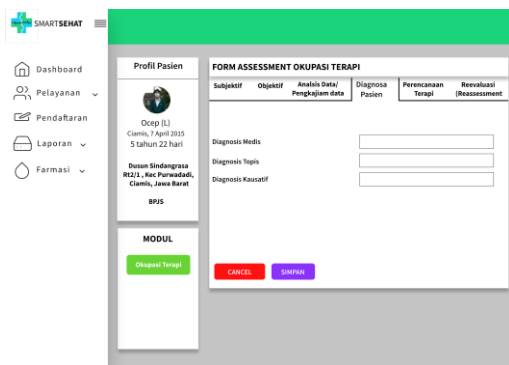 SMARTSEHAT
Dashboard
Pelayanan
Pendaftaran
Laporan
Farmasi
Profil Pasien
Ocep (L)
Ciamis, 7 April 2015
5 tahun 22 hari
Dusun Sindangrasa
Rt2/1 , Kec Purwadadi,
Ciamis, Jawa Barat
BPJS
MODUL
Okupasi Terapi
FORM ASSESSMENT OKUPASI TERAPI
Subjektif
Objektif
Analsis Data/
Pengkajiam data
Diagnosa
Pasien
Perencanaan
Terapi
Reevaluasi
(Reassessment
Diagnosis Medis
Diagnosis Topis
Diagnosis Kausatif
CANCEL
SIMPAN